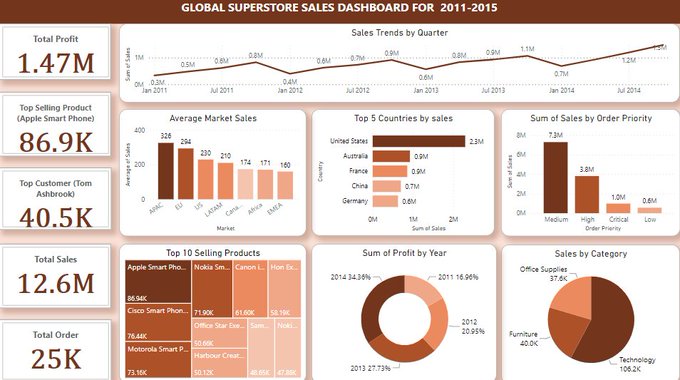 GLOBAL SUPERSTORE SALES DASHBOARD FOR 2011-2015
Total Profit
1.47M
Top Selling Product
(Apple Smart Phone)
86.9K
Top Customer (Tom
Ashbrook)
40.5K
Total Sales
12.6M
Total Order
25K
Sales Trends by Quarter
Sum of Sales
1M
0M
0.3M
0.5M
0.6M
0.8M
0.4M
0.6M
0.7M
0.9M
0.6M
0.8M
0.9M
1.1M
0.7M
Jan 2011
Jul 2011
Jan 2012
Jul 2012
Jan 2013
Jul 2013
Jan 2014
Jul 2014
Average Market Sales
Average of Sales
400
200
0
326
294
230
210
174
171
160
APAC
EU
US
LATAM
Cana...
Africa
EMEA
Market
Top 5 Countries by sales
Country
United States
2.3M
Australia
0.9M
France
0.9M
China
0.7M
Germany
0.6M
0M
1M
2M
Sum of Sales
Sum of Sales by Order Priority
Sum of Sales
8M
6M
4M
2M
0M
7.3M
3.8M
1.0M
0.6M
Medium
High
Critical
Low
Order Priority
Top 10 Selling Products
Apple Smart Pho...
86.94K
Cisco Smart Phon...
76.44K
Motorola Smart P...
73.16K
Nokia Sm...
71.90K
Canon i...
61.60K
Hon Ex...
58.19K
Office Star Exe...
50.66K
Harbour Creat...
50.12K
Sam...
48.65K
Noki...
47.88K
Sum of Profit by Year
2014 34.36%
2011 16.96%
2012
20.95%
2013 27.73%
Sales by Category
Office Supplies
37.6K
Furniture
40.0K
Technology
106.2K